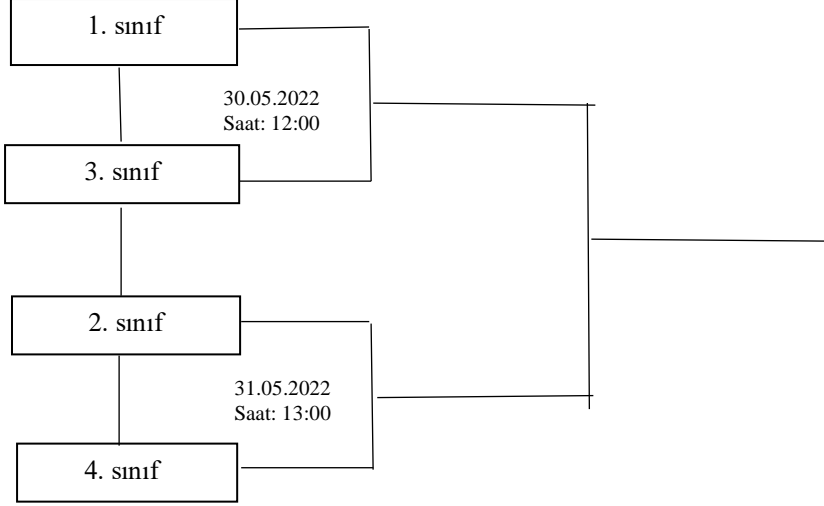 1. sınıf
30.05.2022
Saat: 12:00
3. sınıf
2. sınıf
31.05.2022
Saat: 13:00
4. sınıf